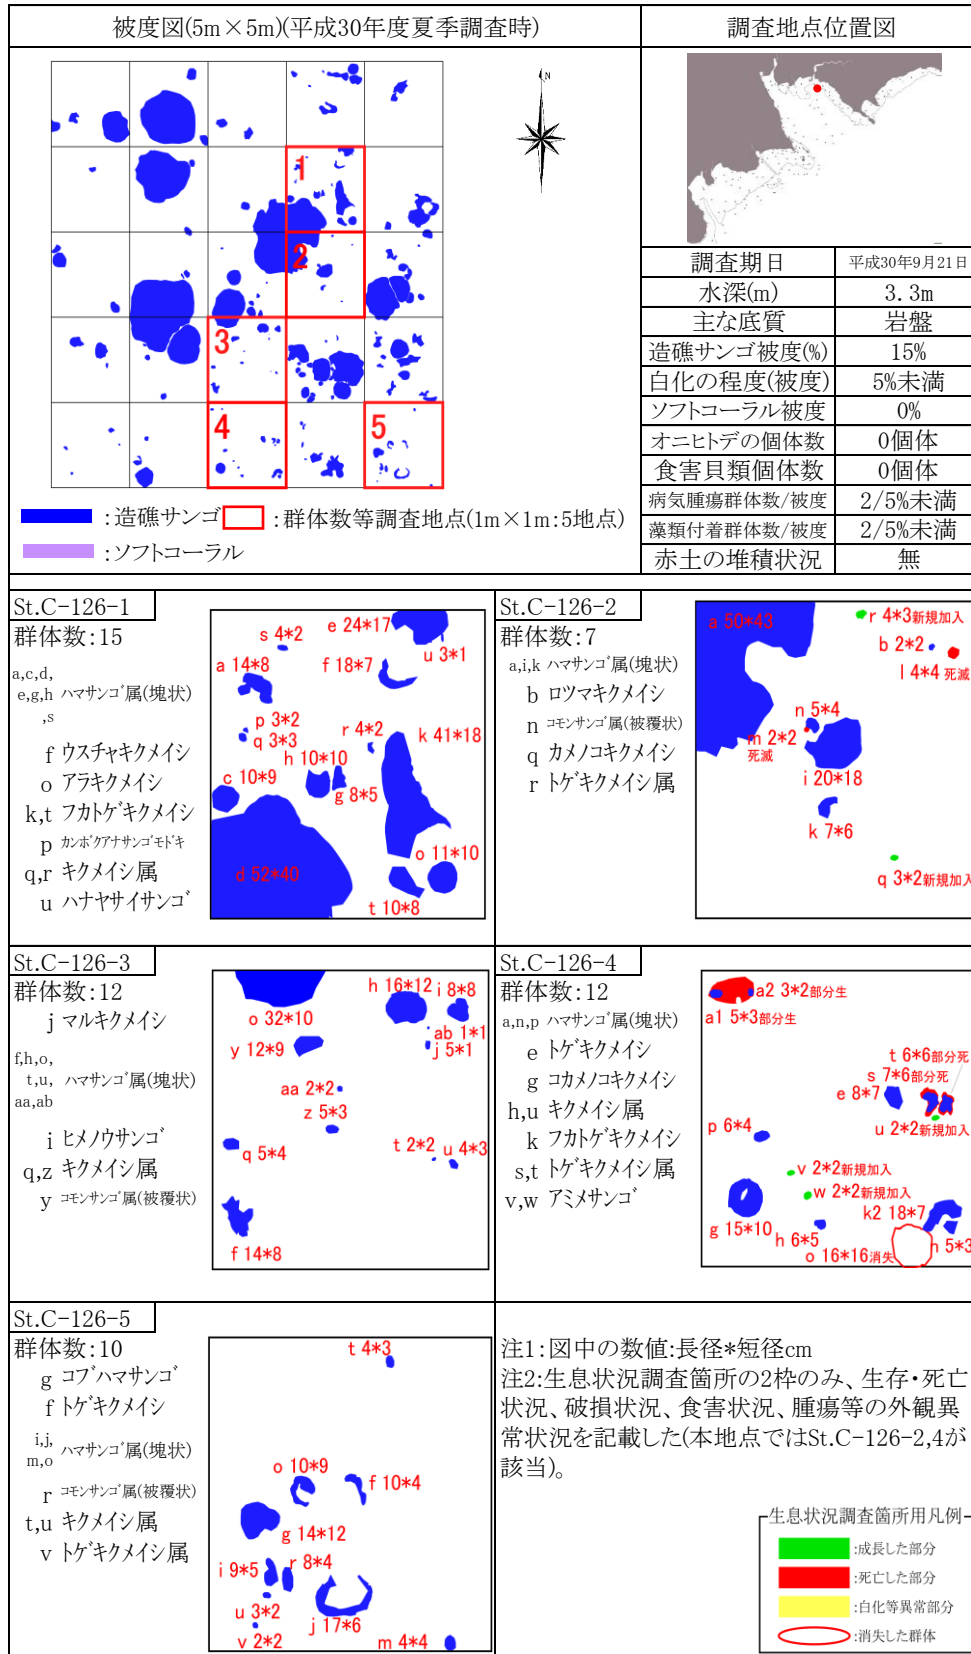 被度図(5m×5m)(平成30年度夏季調査時)
調査地点位置図
N
1
2
3
4
5
:造礁サンゴ
:群体数等調査地点(1m×1m:5地点)
:ソフトコーラル
調査期日 平成30年9月21日
水深(m) 3.3m
主な底質 岩盤
造礁サンゴ被度(%) 15%
白化の程度(被度) 5%未満
ソフトコーラル被度 0%
オニヒトデの個体数 0個体
食害貝類個体数 0個体
病気腫瘍群体数/被度 2/5%未満
藻類付着群体数/被度 2/5%未満
赤土の堆積状況 無
St.C-126-1
群体数:15
a,c,d,
e,g,h ハマサンゴ属(塊状)
,s
f ウスチャキクメイシ
o アラキクメイシ
k,t フカトゲキクメイシ
p カンボクアナサンゴモドキ
q,r キクメイシ属
u ハナヤサイサンゴ
s 4*2
e 24*17
u 3*1
a 14*8
f 18*7
p 3*2
q 3*3
r 4*2
k 41*18
h 10*10
c 10*9
g 8*5
o 11*10
d 52*40
t 10*8
St.C-126-2
群体数:7
a,i,k ハマサンゴ属(塊状)
b ロツマキクメイシ
n コモンサンゴ属(被覆状)
q カメノコキクメイシ
r トゲキクメイシ属
a 50*43
r 4*3新規加入
b 2*2
l 4*4 死滅
n 5*4
m 2*2
死滅
i 20*18
k 7*6
q 3*2新規加入
St.C-126-3
群体数:12
j マルキクメイシ
f,h,o,
t,u, ハマサンゴ属(塊状)
aa,ab
i ヒメノウサンゴ
q,z キクメイシ属
y コモンサンゴ属(被覆状)
h 16*12
i 8*8
o 32*10
ab 1*1
j 5*1
y 12*9
aa 2*2
z 5*3
q 5*4
t 2*2
u 4*3
f 14*8
St.C-126-4
群体数:12
a,n,p ハマサンゴ属(塊状)
e トゲキクメイシ
g コカメノコキクメイシ
h,u キクメイシ属
k フカトゲキクメイシ
s,t トゲキクメイシ属
v,w アミメサンゴ
a2 3*2部分生
a1 5*3部分生
t 6*6部分死
s 7*6部分死
e 8*7
u 2*2新規加入
p 6*4
v 2*2新規加入
w 2*2新規加入
k2 18*7
g 15*10
h 6*5
o 16*16消失
n 5*3
St.C-126-5
群体数:10
g コブハマサンゴ
f トゲキクメイシ
i,j,
m,o ハマサンゴ属(塊状)
r コモンサンゴ属(被覆状)
t,u キクメイシ属
v トゲキクメイシ属
t 4*3
o 10*9
f 10*4
g 14*12
i 9*5
r 8*4
u 3*2
j 17*6
v 2*2
m 4*4
注1:図中の数値:長径*短径cm
注2:生息状況調査箇所の2枠のみ、生存・死亡
状況、破損状況、食害状況、腫瘍等の外観異
常状況を記載した(本地点ではSt.C-126-2,4が
該当)。
生息状況調査箇所用凡例
:成長した部分
:死亡した部分
:白化等異常部分
:消失した群体